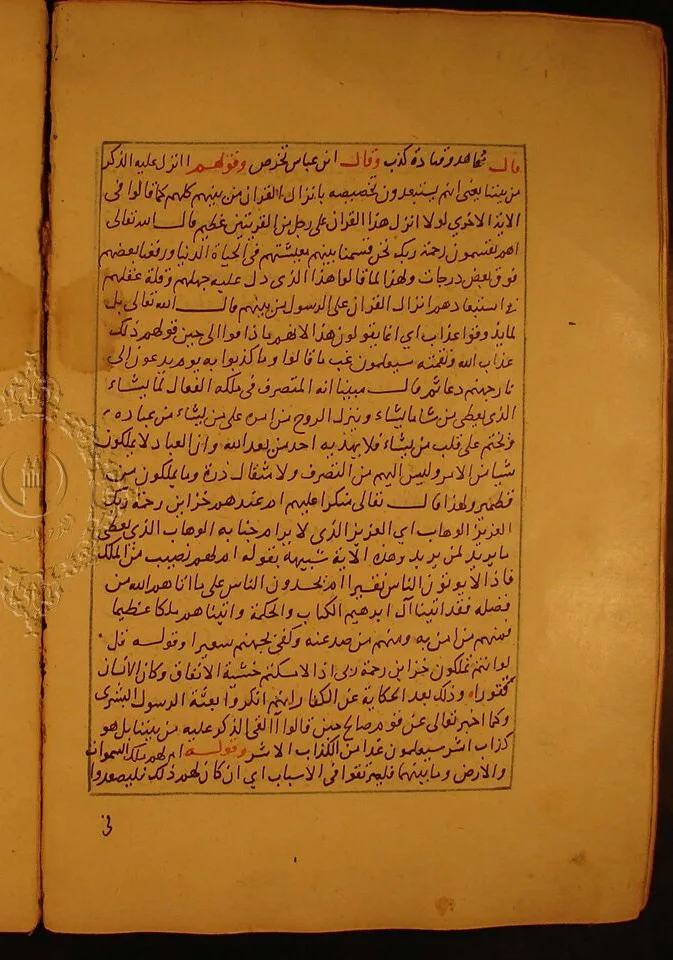 قال مجاهد وقتادة كذب وقال ابن عباس تخرص وقولهم اانزل عليه الذكر
من بيننا يعني انهم يستبعدون تخصيصه بانزال القران من بينهم كلهم كما قالوا في
الاية الاخري لولا انزل هذا القران على رجل من القريتين عظيم قال الله تعالى
اهم يقسمون رحمة ربك نحن قسمنا بينهم معيشتهم في الحياة الدنيا ورفعنا بعضهم
فوق بعض درجات ولهذا لما قالوا هذا الذي دل عليه جهلهم وقلة عقلهم
في استبعادهم انزال القران على الرسول من بينهم قال الله تعالى بل
لما يذوقوا عذاب اي انما يقولون هذا لانهم ما ذاقوا الى حين قولهم ذلك
عذاب الله ونقمته سيعلمون غب ما قالوا وما كذبوا به يوم يدعون الى
نار جهنم دعا ثم قال مبينا انه المتصرف في ملكه الفعال لما يشاء
الذي يعطي من شا ما يشاء وينزل الروح من امره على من يشاء من عباده
ويختم على قلب من يشاء فلا يهديه احد من بعد الله وان العباد لا يملكون
شيا من الامر وليس اليهم من التصرف ولا مثقال ذرة وما يملكون من
قطمير ولهذا قال تعالى منكرا عليهم ام عندهم خزاين رحمة ربك
العزيز الوهاب اي العزيز الذي لا يرام جنابه الوهاب الذي يعطي
ما يريد لمن يريد وهذه الاية شبيهة بقوله ام لهم نصيب من الملك
فاذا لا يوتون الناس نقيرا ام يحسدون الناس على ما اتاهم الله من
فضله فقد اتينا آل ابرهيم الكتاب والحكمة واتيناهم ملكا عظيما
فمنهم من امن به ومنهم من صد عنه وكفى بجهنم سعيرا وقوله قل
لو انتم تملكون خزاين رحمة ربي اذا لامسكتم خشية الانفاق وكان الانسان
قتورا وذلك بعد الحكاية عن الكفار انهم انكروا بعثة الرسول البشرى
وكما اخبر تعالى عن قوم صالح حين قالوا االقي الذكر عليه من بيننا بل هو
كذاب اشر سيعلمون غدا من الكذاب الاشر وقوله ام لهم ملك السموات
والارض وما بينهما فليرتقوا في الاسباب اي ان كان لهم ذلك فليصعدوا
في